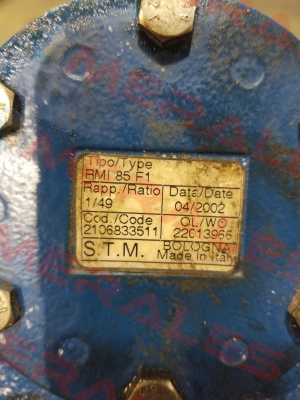 Tipo/Type
RMI 85 F1
Rapp./Ratio Data/Date
1/49 04/2002
Cod./Code OL/WO
2106833511 22013966
S.T.M. BOLOGNA
Made in Italy